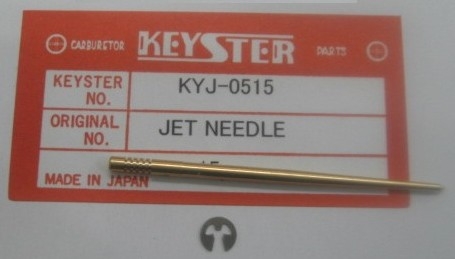 CARBURETOR KEYSTER PARTS
KEYSTER NO. KYJ-0515
ORIGINAL NO. JET NEEDLE
MADE IN JAPAN